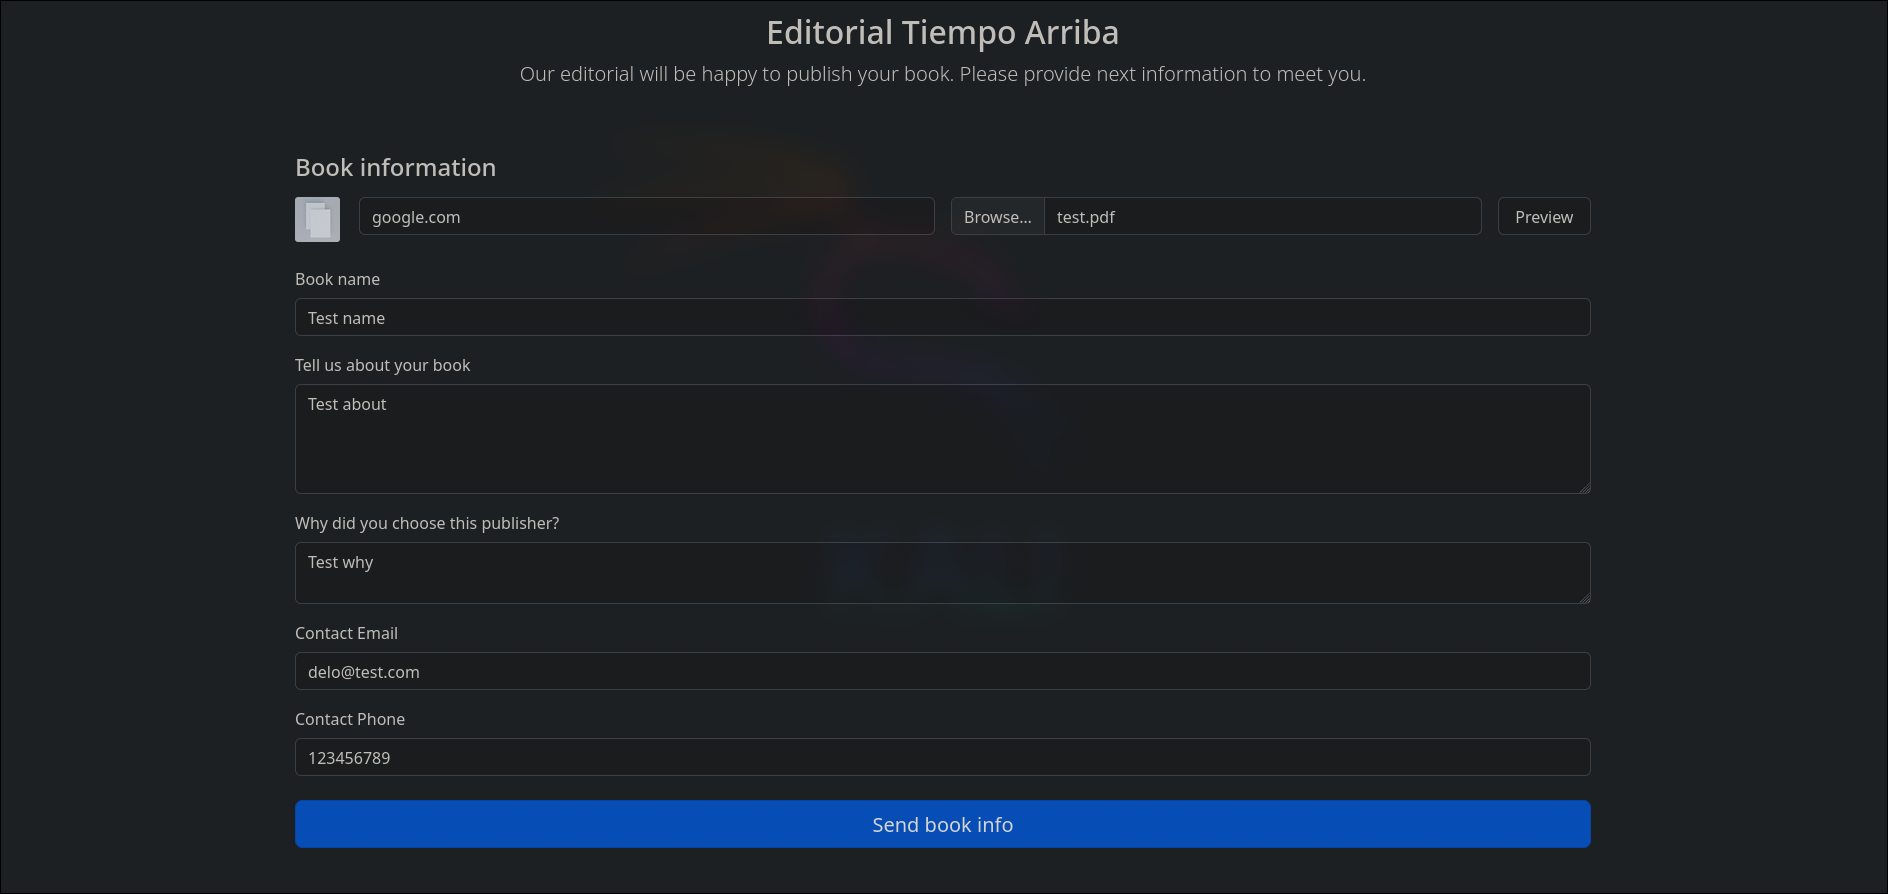 Editorial Tiempo Arriba
Our editorial will be happy to publish your book. Please provide next information to meet you.
Book information
google.com Browse... test.pdf Preview
Book name
Test name
Tell us about your book
Test about
Why did you choose this publisher?
Test why
Contact Email
delo@test.com
Contact Phone
123456789
Send book info